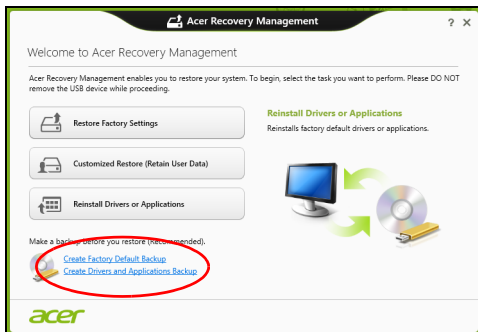 Acer Recovery Management
? X
Welcome to Acer Recovery Management
Acer Recovery Management enables you to restore your system. To begin, select the task you want to perform. Please DO NOT
remove the USB device while proceeding.
Restore Factory Settings
Customized Restore (Retain User Data)
Reinstall Drivers or Applications
Reinstall Drivers or Applications
Reinstalls factory default drivers or applications.
Make a backup before you restore (Recommended).
Create Factory Default Backup
Create Drivers and Applications Backup
acer